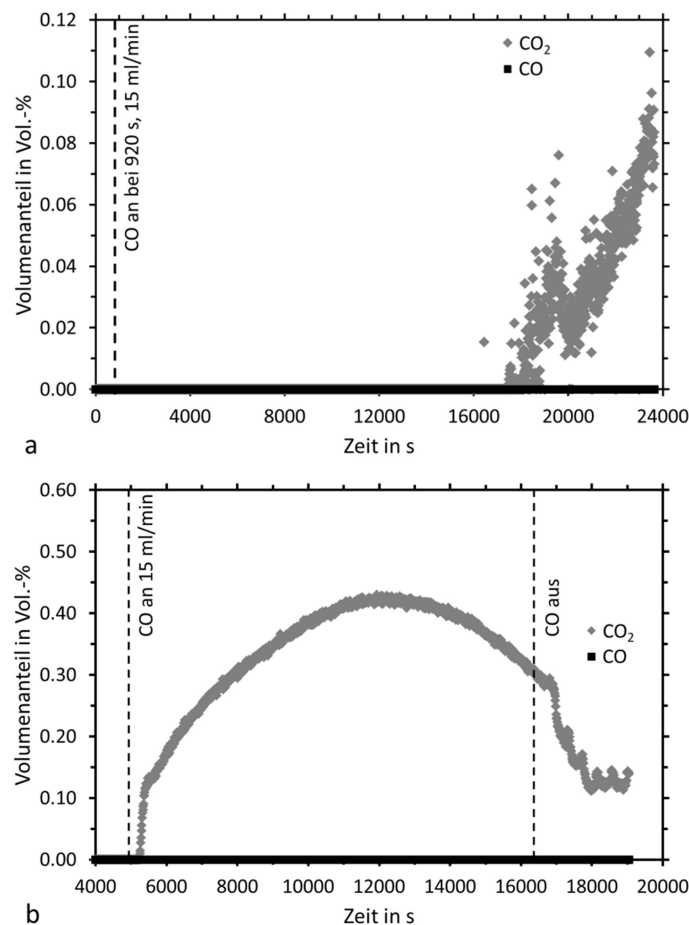 0.12
0.10
0.08
0.06
0.04
0.02
0.00
Volumenanteil in Vol.-%
CO an bei 920 s, 15 ml/min
CO₂
CO
0 4000 8000 12000 16000 20000 24000
Zeit in s
a
0.60
0.50
0.40
0.30
0.20
0.10
0.00
Volumenanteil in Vol.-%
CO an 15 ml/min
CO aus
CO₂
CO
4000 6000 8000 10000 12000 14000 16000 18000 20000
Zeit in s
b